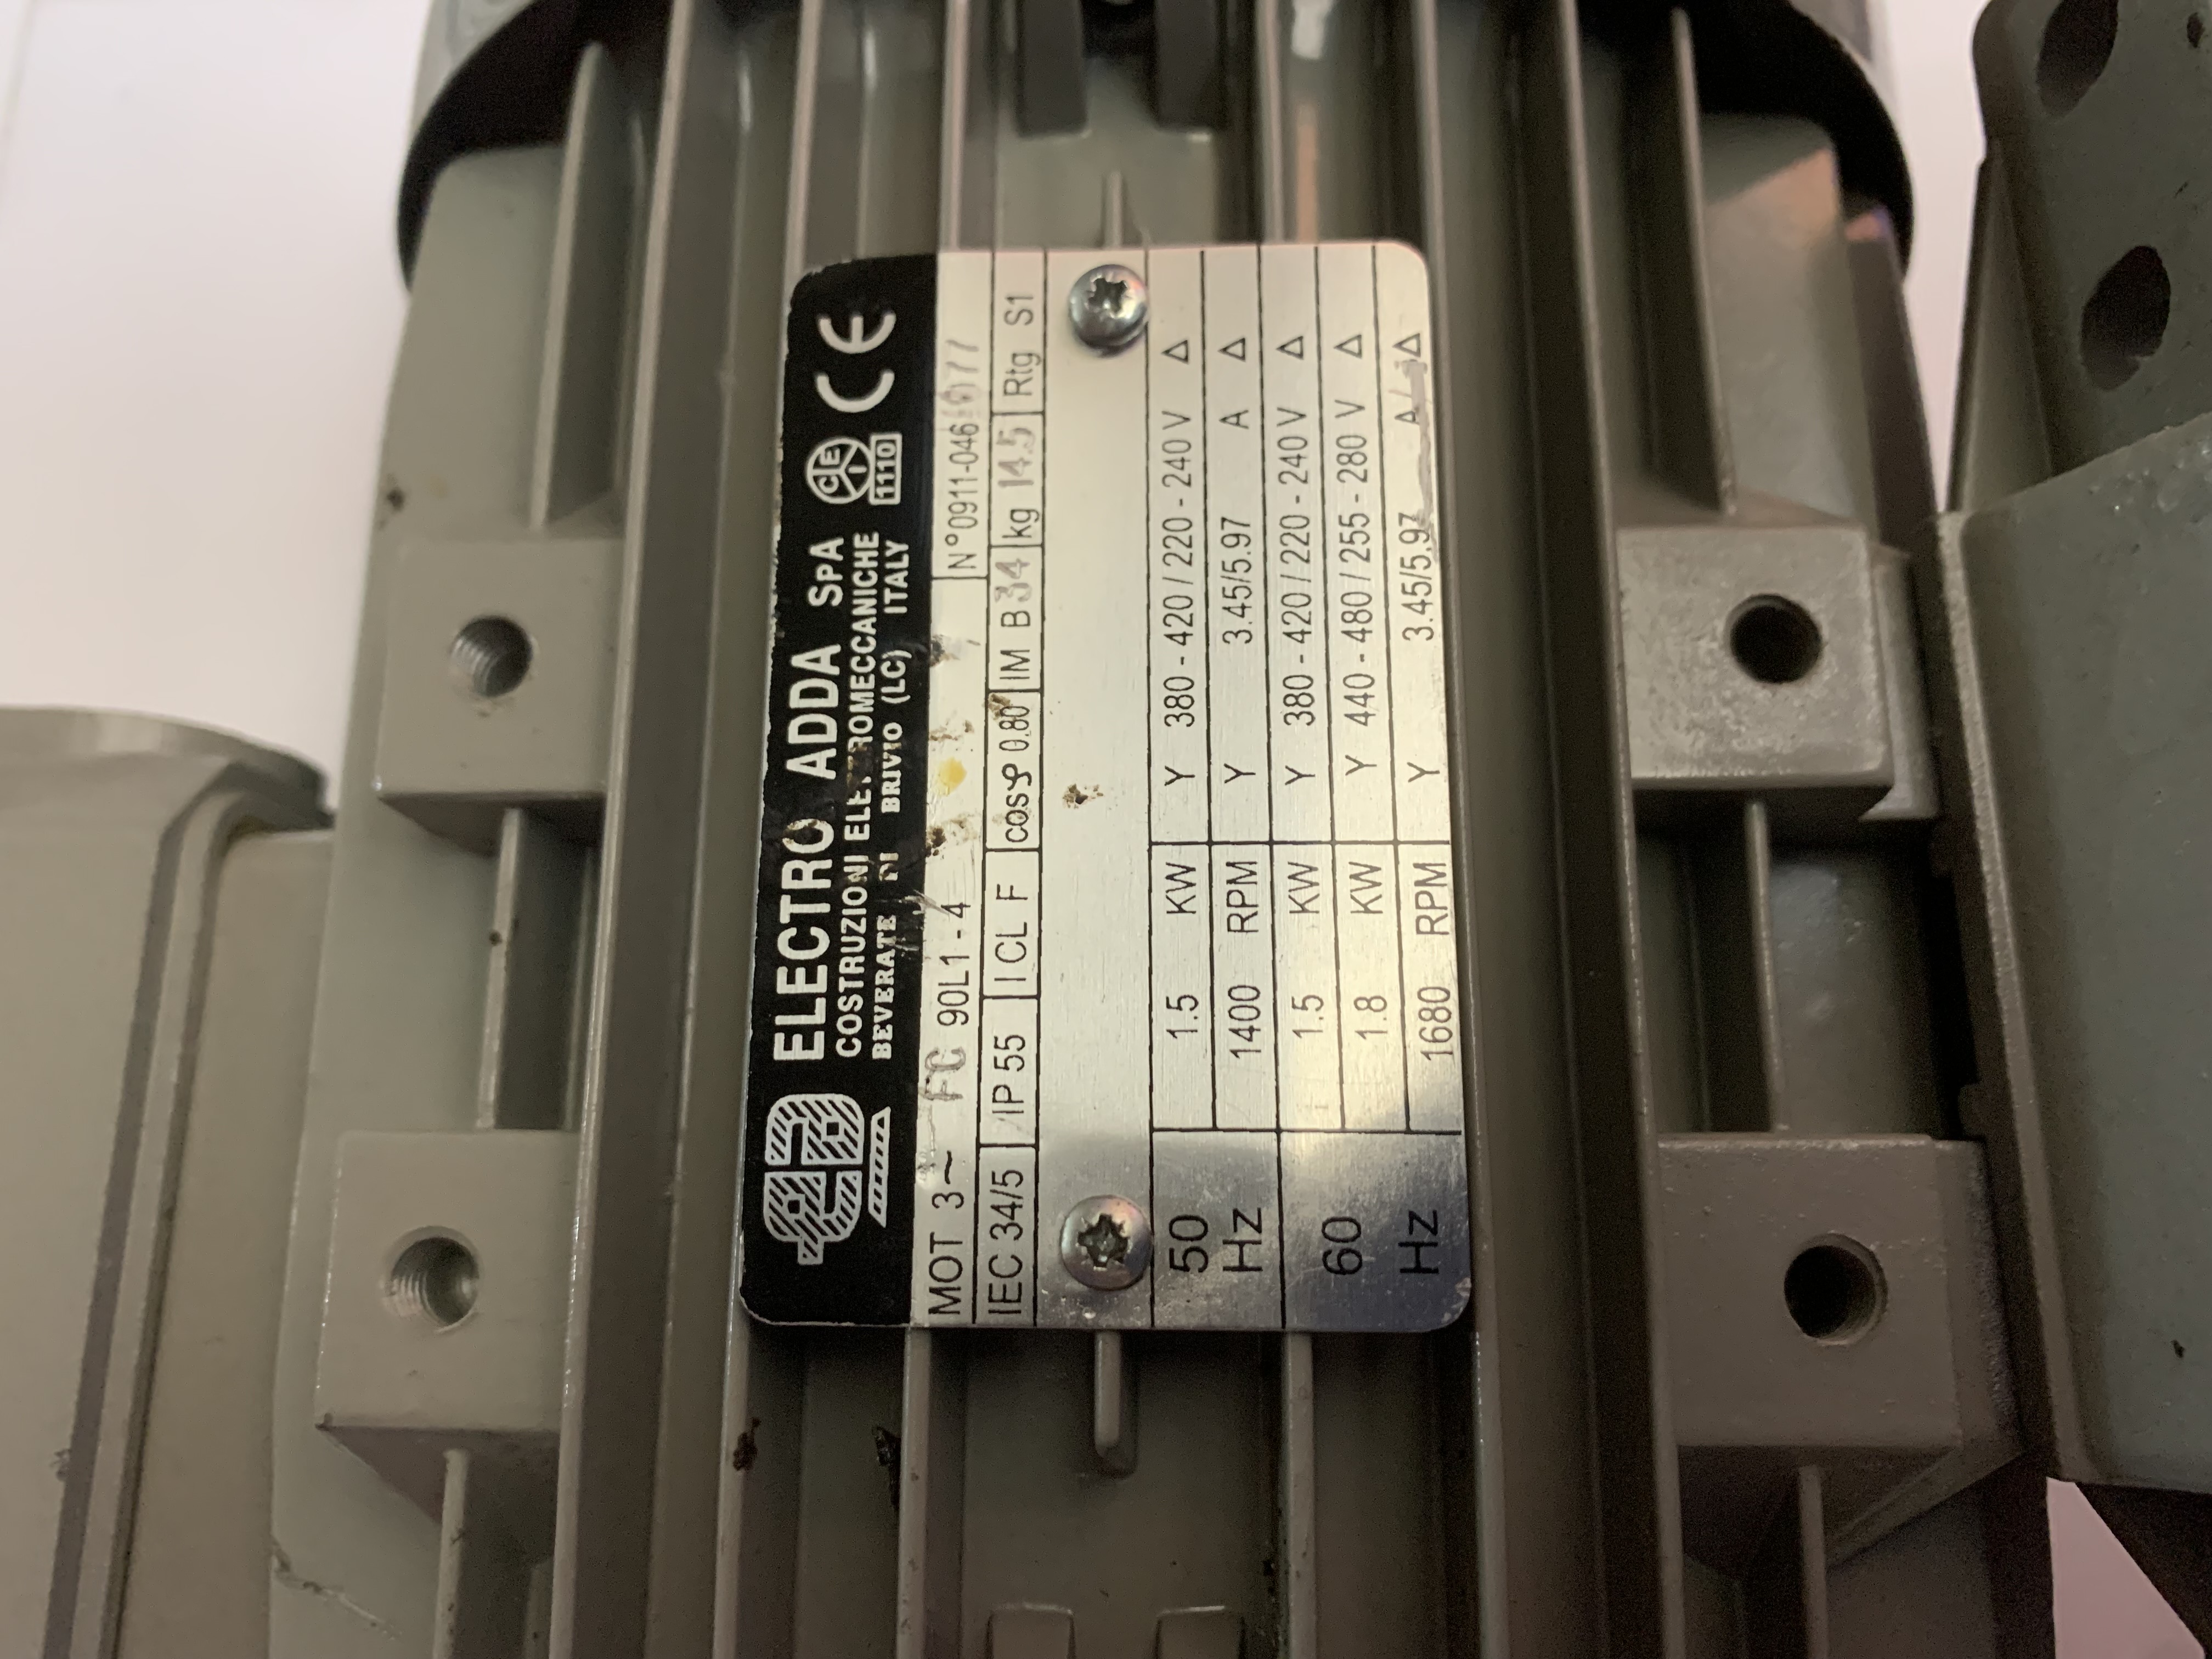 ELECTRO ADDA SPA
COSTRUZIONI ELETTROMECCANICHE
BEVERATE DI BRIVIO (LC) ITALY
CEI
1110
CE
MOT 3~ FC 90L1-4 N°0911-046
IEC 34/5 IP 55 I CL F cosφ 0.80 IM B 34 kg 14.5 Rtg S1
50 Hz
1.5 KW Y 380-420/220-240 V Δ
1400 RPM Y 3.45/5.97 A Δ
60 Hz
1.5 KW Y 380-420/220-240 V Δ
1.8 KW Y 440-480/255-280 V Δ
1680 RPM Y 3.45/5.97 A Δ